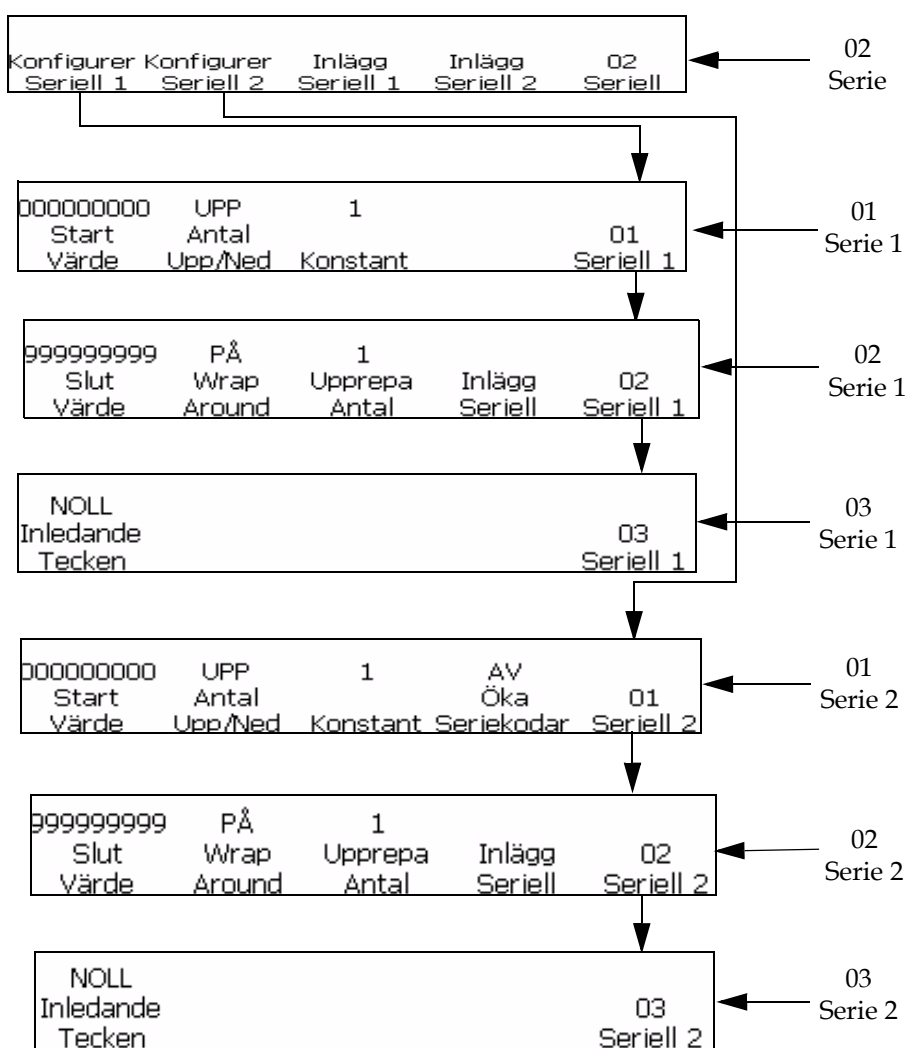 Konfigurer Konfigurer Inlägg Inlägg 02
Seriell 1 Seriell 2 Seriell 1 Seriell 2 Seriell
02
Serie
000000000 UPP 1
Start Antal 01
Värde Upp/Ned Konstant Seriell 1
01
Serie 1
999999999 PÅ 1
Slut Wrap Upprepa Inlägg 02
Värde Around Antal Seriell Seriell 1
02
Serie 1
NOLL
Inledande 03
Tecken Seriell 1
03
Serie 1
000000000 UPP 1 AV
Start Antal Öka 01
Värde Upp/Ned Konstant Seriekodar Seriell 2
01
Serie 2
999999999 PÅ 1
Slut Wrap Upprepa Inlägg 02
Värde Around Antal Seriell Seriell 2
02
Serie 2
NOLL
Inledande 03
Tecken Seriell 2
03
Serie 2